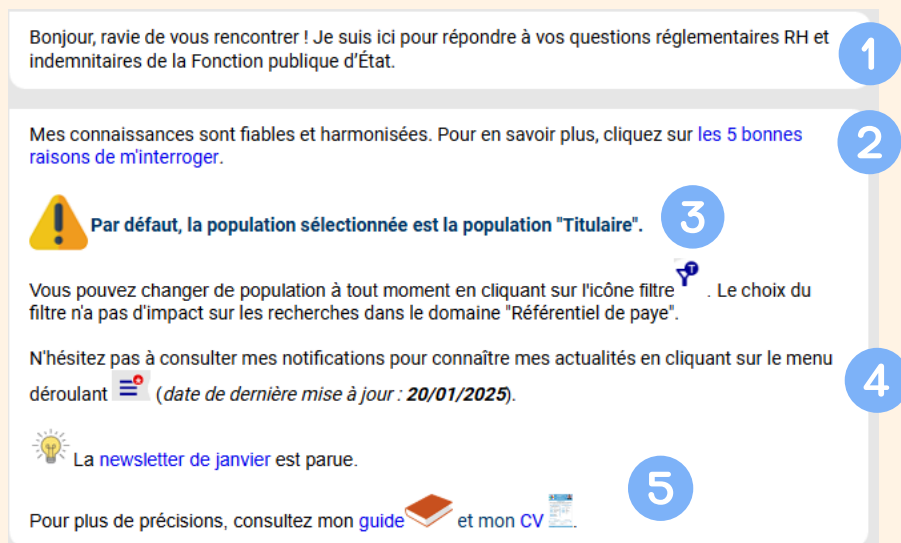 Bonjour, ravie de vous rencontrer ! Je suis ici pour répondre à vos questions réglementaires RH et
indemnitaires de la Fonction publique d'État.
1
Mes connaissances sont fiables et harmonisées. Pour en savoir plus, cliquez sur les 5 bonnes
raisons de m'interroger.
2
Par défaut, la population sélectionnée est la population "Titulaire".
3
Vous pouvez changer de population à tout moment en cliquant sur l'icône filtre T . Le choix du
filtre n'a pas d'impact sur les recherches dans le domaine "Référentiel de paye".
N'hésitez pas à consulter mes notifications pour connaître mes actualités en cliquant sur le menu
déroulant (date de dernière mise à jour : 20/01/2025).
4
La newsletter de janvier est parue.
5
Pour plus de précisions, consultez mon guide et mon CV .